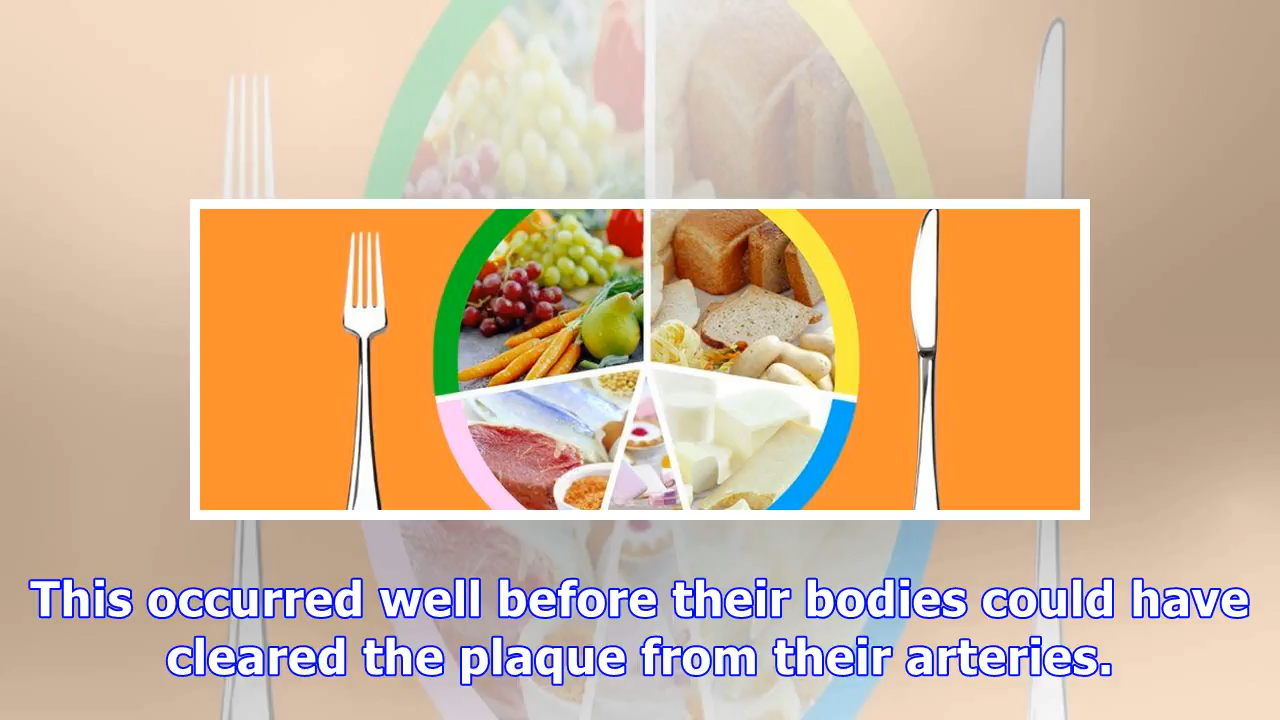 This occurred well before their bodies could have
cleared the plaque from their arteries.